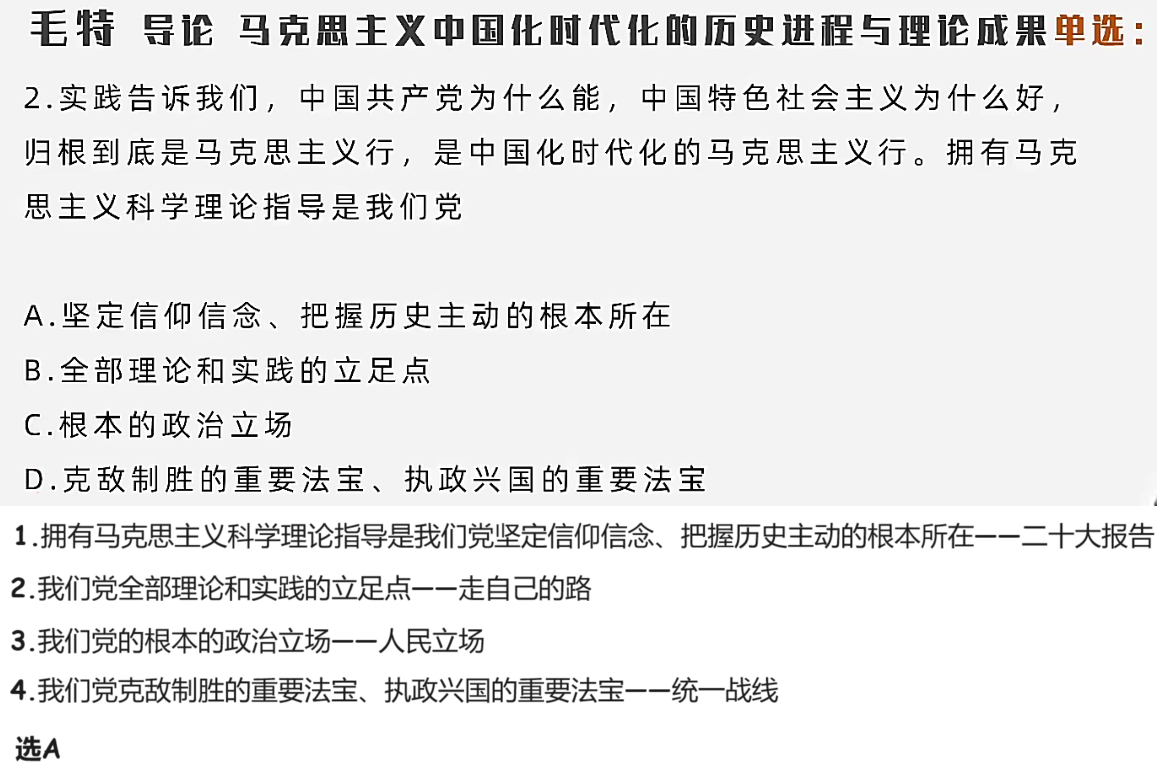 毛特 导论 马克思主义中国化时代化的历史进程与理论成果单选：
2.实践告诉我们，中国共产党为什么能，中国特色社会主义为什么好，
归根到底是马克思主义行，是中国化时代化的马克思主义行。拥有马克
思主义科学理论指导是我们党
A.坚定信仰信念、把握历史主动的根本所在
B.全部理论和实践的立足点
C.根本的政治立场
D.克敌制胜的重要法宝、执政兴国的重要法宝
1.拥有马克思主义科学理论指导是我们党坚定信仰信念、把握历史主动的根本所在——二十大报告
2.我们党全部理论和实践的立足点——走自己的路
3.我们党的根本的政治立场——人民立场
4.我们党克敌制胜的重要法宝、执政兴国的重要法宝——统一战线
选A